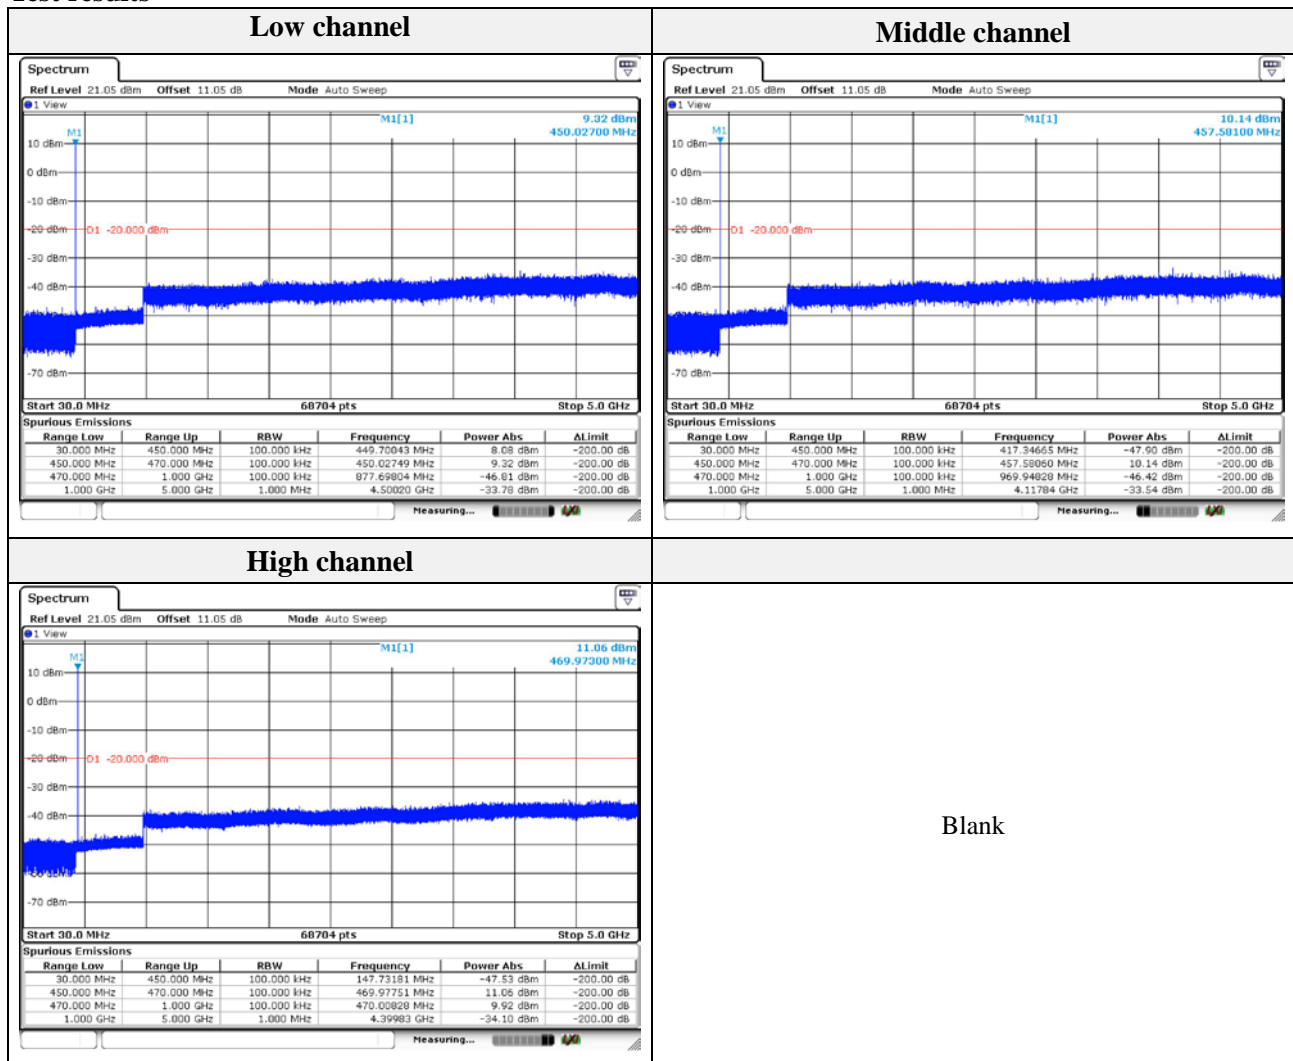 Test results
Low channel
Middle channel
Spectrum
Ref Level 21.05 dBm Offset 11.05 dB Mode Auto Sweep
1 View
M1[1] 9.32 dBm
450.02700 MHz
M1
10 dBm
0 dBm
-10 dBm
-20 dBm D1 -20.000 dBm
-30 dBm
-40 dBm
-70 dBm
Start 30.0 MHz 68704 pts Stop 5.0 GHz
Spurious Emissions
Range Low Range Up RBW Frequency Power Abs ΔLimit
30.000 MHz 450.000 MHz 100.000 kHz 449.70043 MHz 8.08 dBm -200.00 dB
450.000 MHz 470.000 MHz 100.000 kHz 450.02749 MHz 9.32 dBm -200.00 dB
470.000 MHz 1.000 GHz 100.000 kHz 877.69804 MHz -46.81 dBm -200.00 dB
1.000 GHz 5.000 GHz 1.000 MHz 4.50020 GHz -33.78 dBm -200.00 dB
Measuring...
Spectrum
Ref Level 21.05 dBm Offset 11.05 dB Mode Auto Sweep
1 View
M1[1] 10.14 dBm
457.58100 MHz
M1
10 dBm
0 dBm
-10 dBm
-20 dBm D1 -20.000 dBm
-30 dBm
-40 dBm
-70 dBm
Start 30.0 MHz 68704 pts Stop 5.0 GHz
Spurious Emissions
Range Low Range Up RBW Frequency Power Abs ΔLimit
30.000 MHz 450.000 MHz 100.000 kHz 417.34665 MHz -47.90 dBm -200.00 dB
450.000 MHz 470.000 MHz 100.000 kHz 457.58060 MHz 10.14 dBm -200.00 dB
470.000 MHz 1.000 GHz 100.000 kHz 969.94828 MHz -46.42 dBm -200.00 dB
1.000 GHz 5.000 GHz 1.000 MHz 4.11784 GHz -33.54 dBm -200.00 dB
Measuring...
High channel
Spectrum
Ref Level 21.05 dBm Offset 11.05 dB Mode Auto Sweep
1 View
M1[1] 11.06 dBm
469.97300 MHz
M1
10 dBm
0 dBm
-10 dBm
-20 dBm D1 -20.000 dBm
-30 dBm
-40 dBm
-70 dBm
Start 30.0 MHz 68704 pts Stop 5.0 GHz
Spurious Emissions
Range Low Range Up RBW Frequency Power Abs ΔLimit
30.000 MHz 450.000 MHz 100.000 kHz 147.73181 MHz -47.53 dBm -200.00 dB
450.000 MHz 470.000 MHz 100.000 kHz 469.97751 MHz 11.06 dBm -200.00 dB
470.000 MHz 1.000 GHz 100.000 kHz 470.00828 MHz 9.92 dBm -200.00 dB
1.000 GHz 5.000 GHz 1.000 MHz 4.39983 GHz -34.10 dBm -200.00 dB
Measuring...
Blank